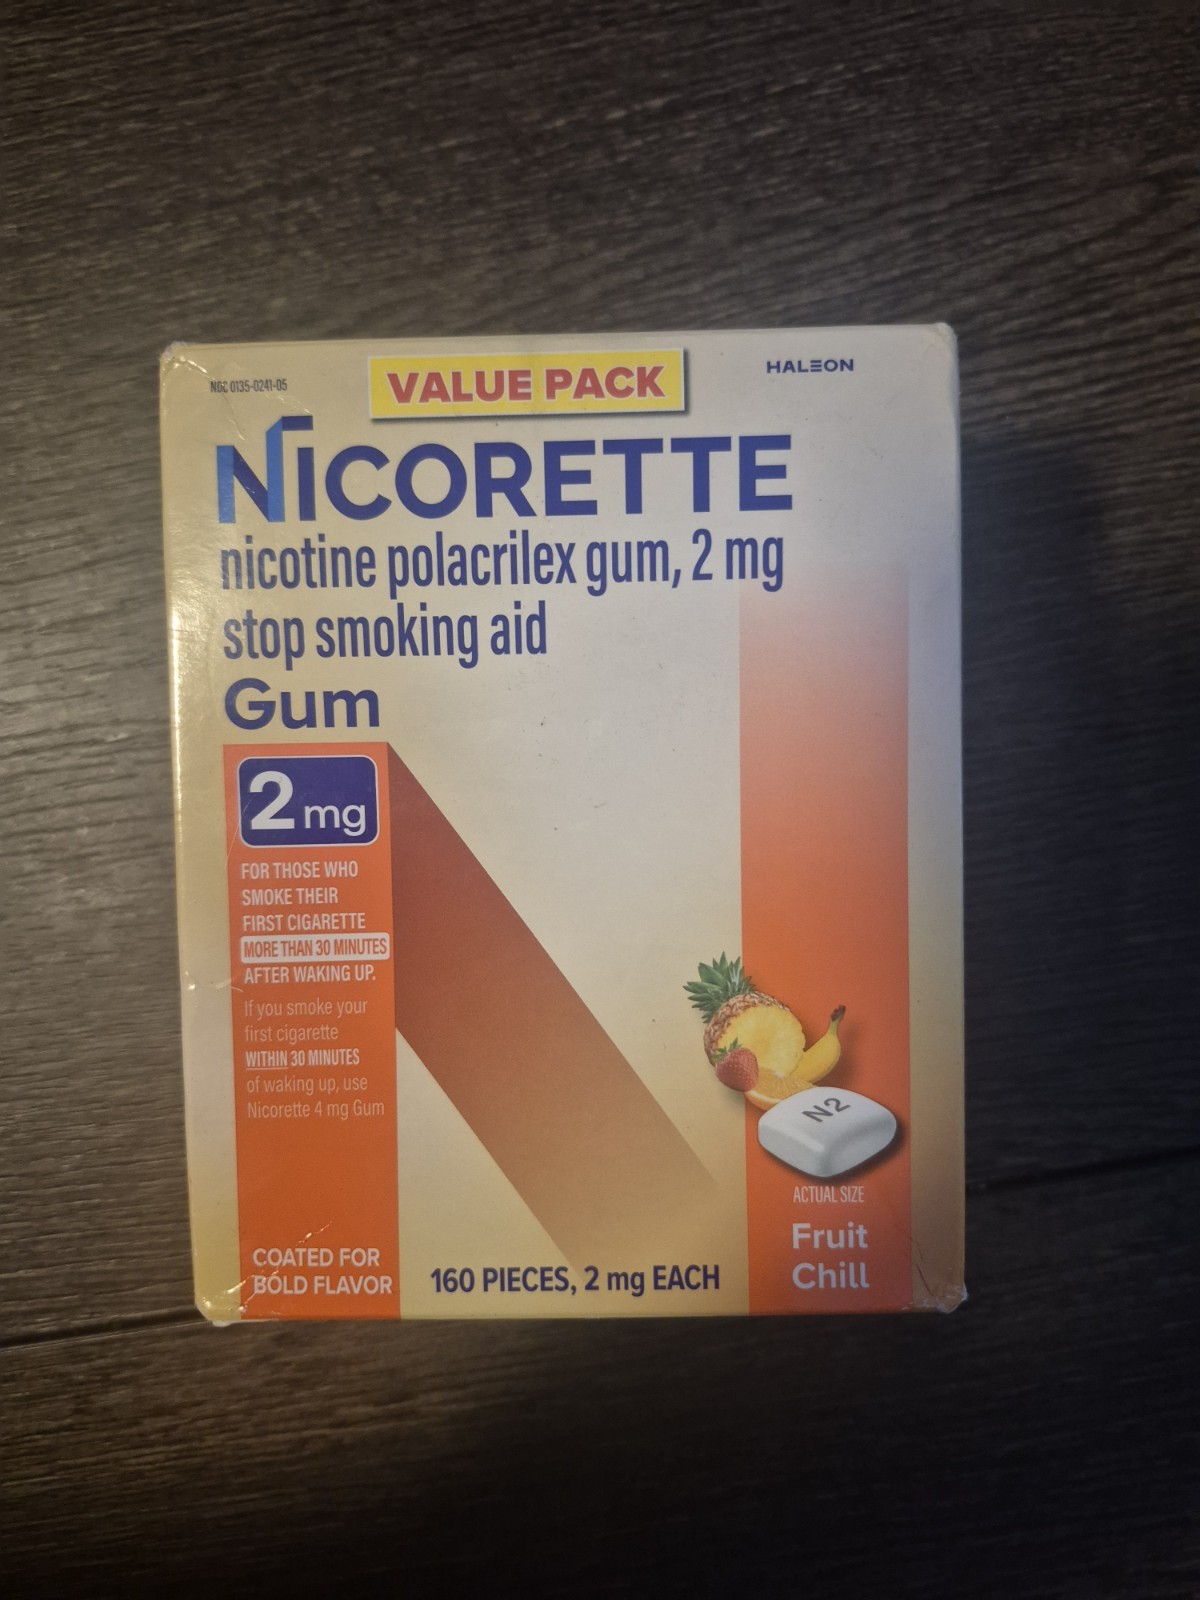 NDC 0135-0241-05
VALUE PACK
HALEON
NICORETTE
nicotine polacrilex gum, 2 mg
stop smoking aid
Gum
2 mg
FOR THOSE WHO
SMOKE THEIR
FIRST CIGARETTE
MORE THAN 30 MINUTES
AFTER WAKING UP.
If you smoke your
first cigarette
WITHIN 30 MINUTES
of waking up, use
Nicorette 4 mg Gum
N2
ACTUAL SIZE
Fruit
Chill
COATED FOR
BOLD FLAVOR
160 PIECES, 2 mg EACH